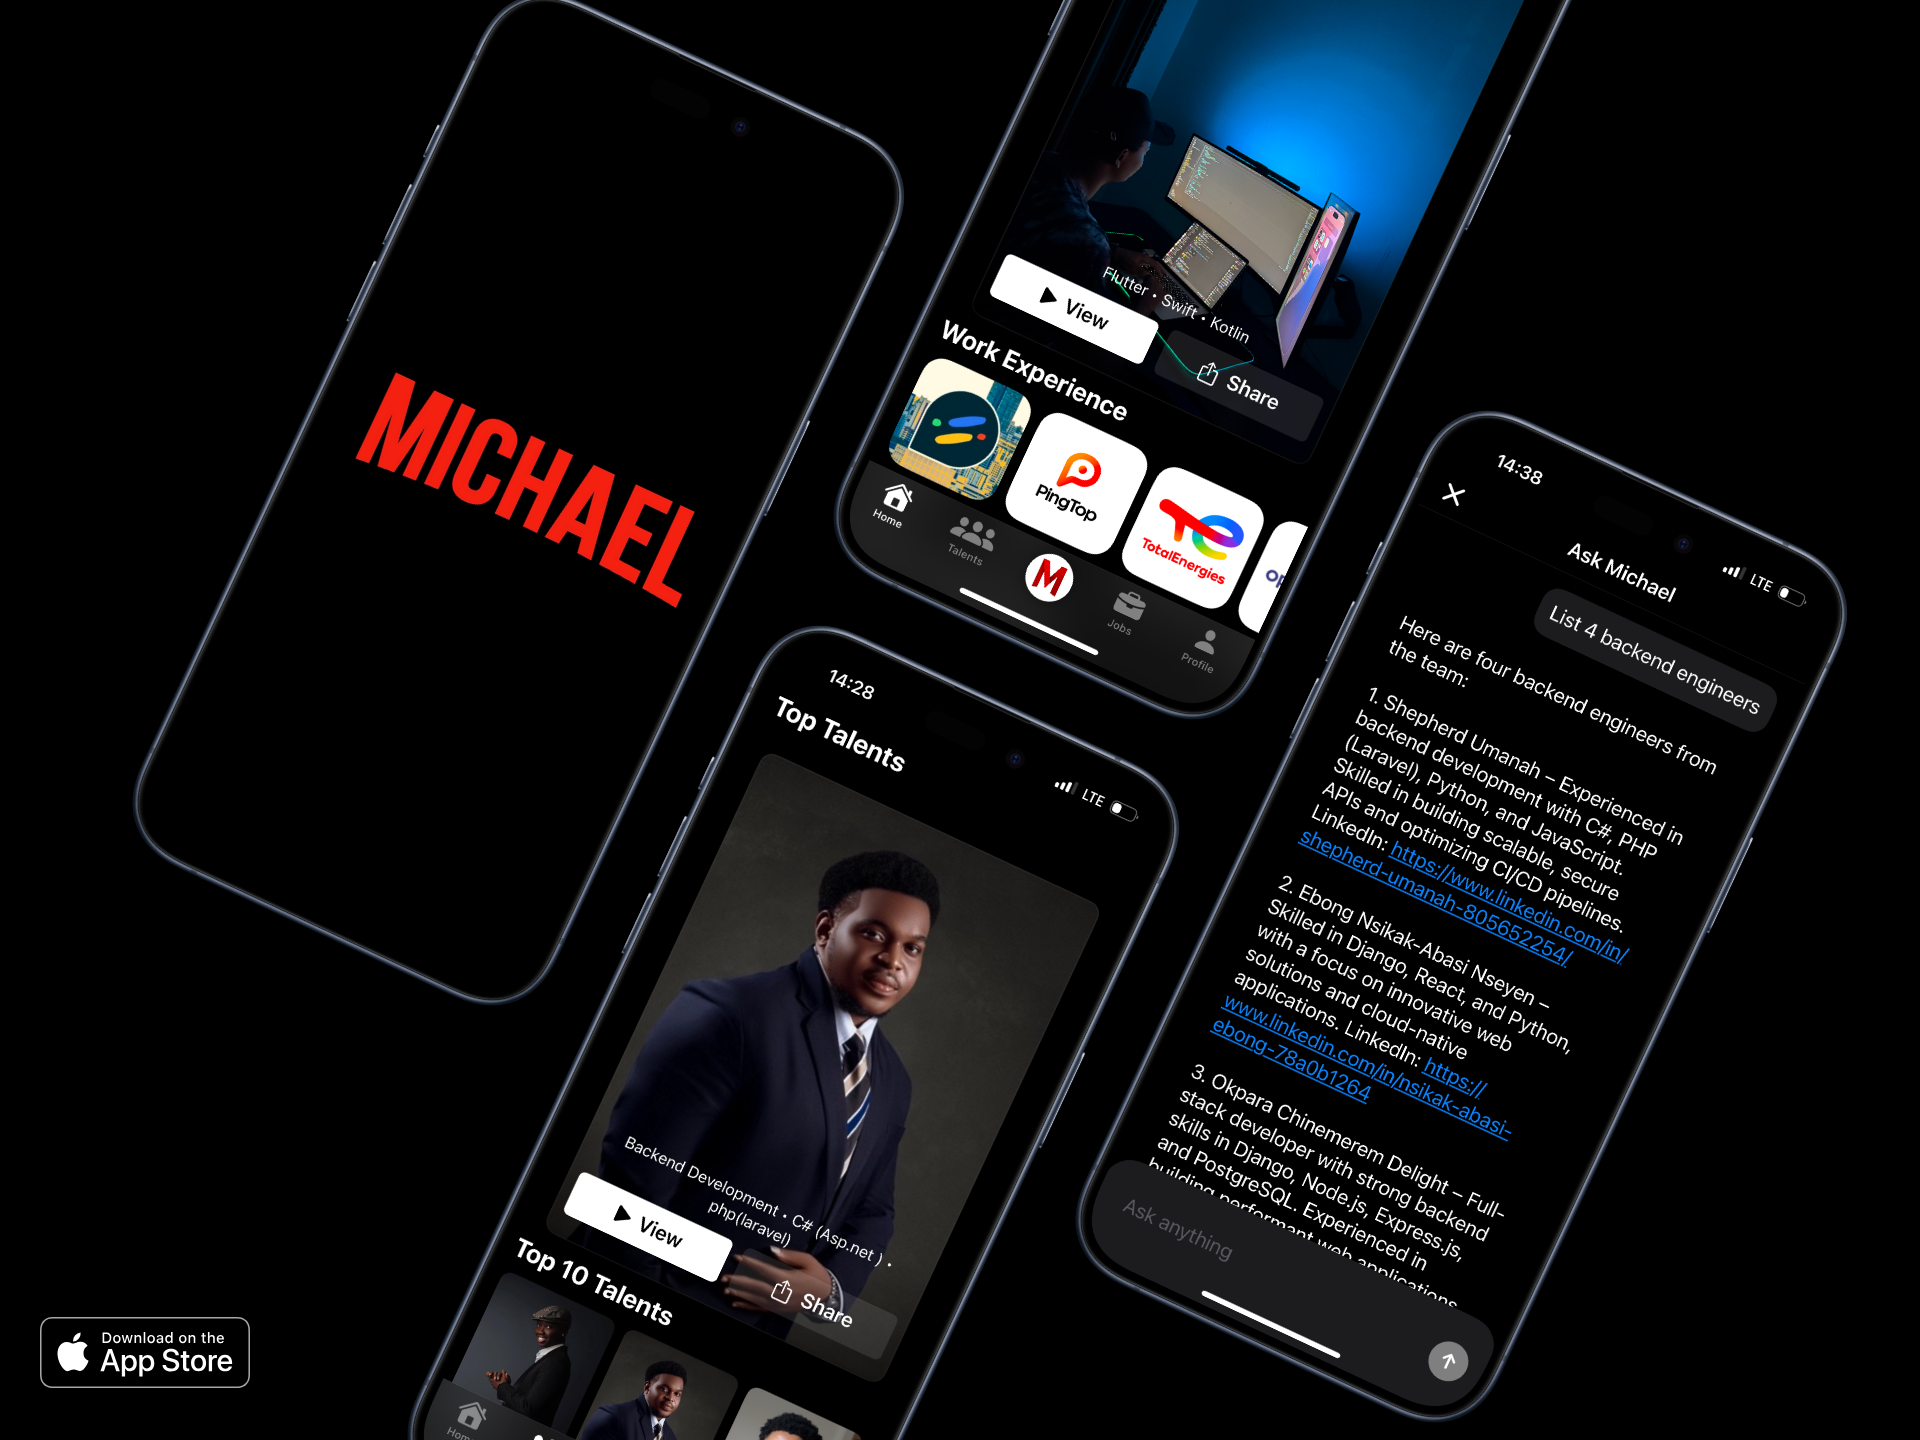 MICHAEL
Flutter • Swift • Kotlin
View
Share
Work Experience
PingTop
TotalEnergies
op
Home
Talents
M
Jobs
Profile
14:28
LTE
Top Talents
Backend Development • C# (Asp.net ) •
php(laravel)
View
Share
Top 10 Talents
14:38
LTE
Ask Michael
List 4 backend engineers
Here are four backend engineers from
the team:
1. Shepherd Umanah – Experienced in
backend development with C#, PHP
(Laravel), Python, and JavaScript.
Skilled in building scalable, secure
APIs and optimizing CI/CD pipelines.
LinkedIn: https://www.linkedin.com/in/
shepherd-umanah-805652254/
2. Ebong Nsikak-Abasi Nseyen –
Skilled in Django, React, and Python,
with a focus on innovative web
solutions and cloud-native
applications. LinkedIn: https://
www.linkedin.com/in/nsikak-abasi-
ebong-78a0b1264
3. Okpara Chinemerem Delight – Full-
stack developer with strong backend
skills in Django, Node.js, Express.js,
and PostgreSQL. Experienced in
building performant web applications
Ask anything
Download on the
App Store